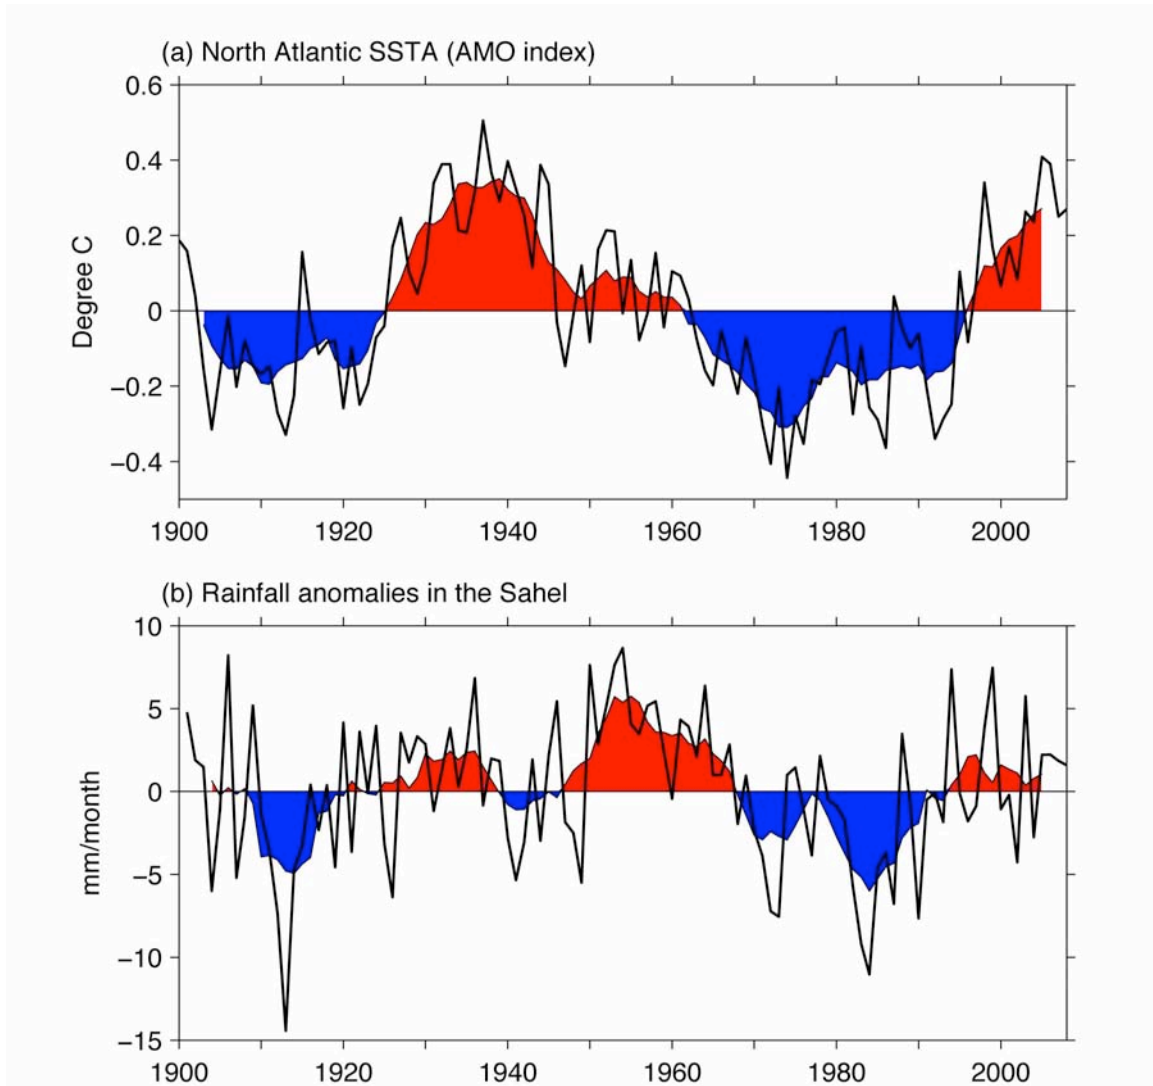 (a) North Atlantic SSTA (AMO index)
0.6
0.4
0.2
0
−0.2
−0.4
Degree C
1900 1920 1940 1960 1980 2000
(b) Rainfall anomalies in the Sahel
10
5
0
−5
−10
−15
mm/month
1900 1920 1940 1960 1980 2000